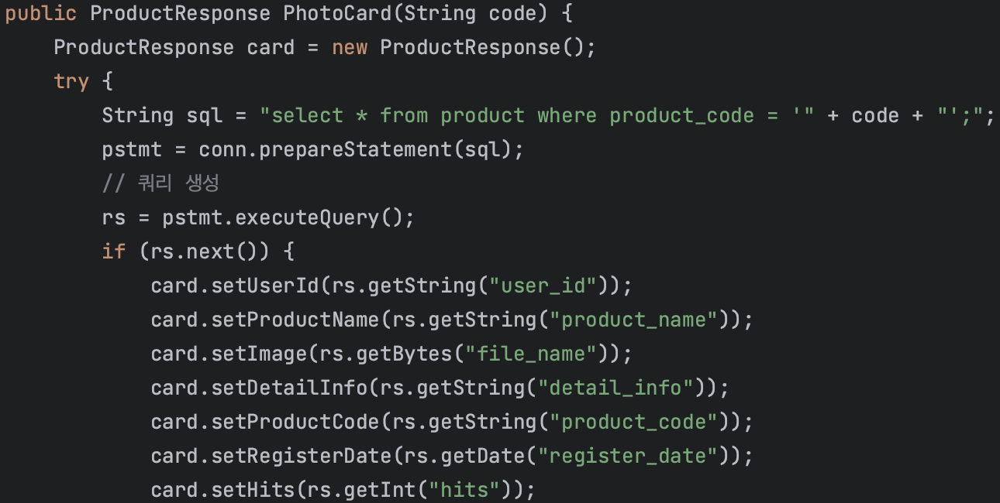 public ProductResponse PhotoCard(String code) {
ProductResponse card = new ProductResponse();
try {
String sql = "select * from product where product_code = '" + code + "';";
pstmt = conn.prepareStatement(sql);
// 쿼리 생성
rs = pstmt.executeQuery();
if (rs.next()) {
card.setUserId(rs.getString("user_id"));
card.setProductName(rs.getString("product_name"));
card.setImage(rs.getBytes("file_name"));
card.setDetailInfo(rs.getString("detail_info"));
card.setProductCode(rs.getString("product_code"));
card.setRegisterDate(rs.getDate("register_date"));
card.setHits(rs.getInt("hits"));